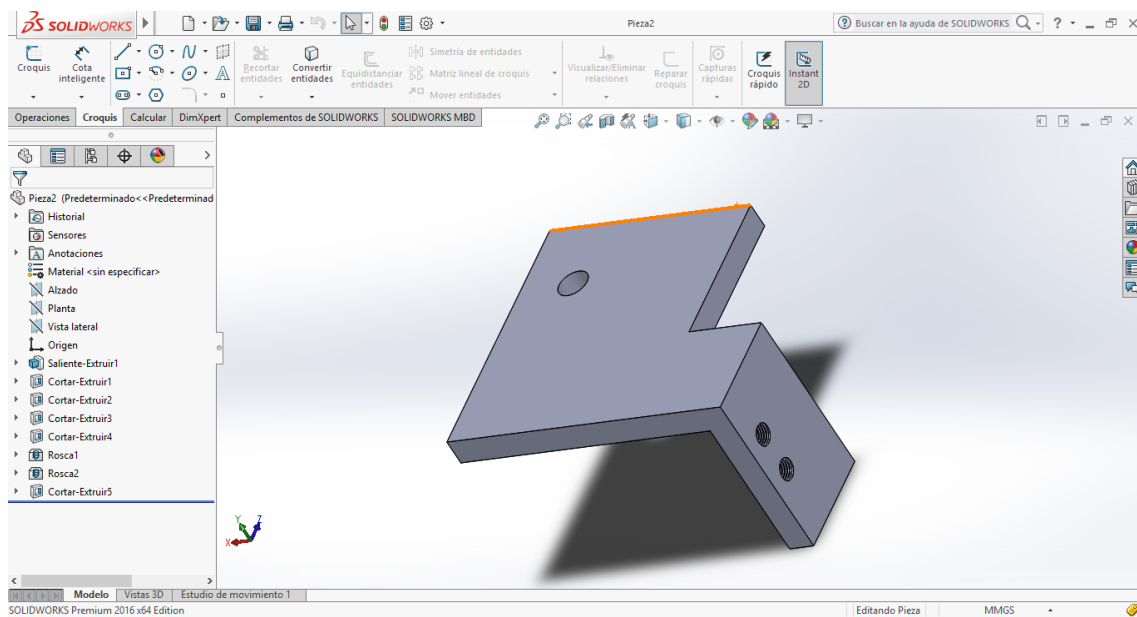 SOLIDWORKS
Pieza2
Buscar en la ayuda de SOLIDWORKS
Croquis
Cota inteligente
Recortar entidades
Convertir entidades
Equidistanciar entidades
Simetría de entidades
Matriz lineal de croquis
Mover entidades
Visualizar/Eliminar relaciones
Reparar croquis
Capturas rápidas
Croquis rápido
Instant 2D
Operaciones
Croquis
Calcular
DimXpert
Complementos de SOLIDWORKS
SOLIDWORKS MBD
Pieza2 (Predeterminado<<Predeterminad
Historial
Sensores
Anotaciones
Material <sin especificar>
Alzado
Planta
Vista lateral
Origen
Saliente-Extruir1
Cortar-Extruir1
Cortar-Extruir2
Cortar-Extruir3
Cortar-Extruir4
Rosca1
Rosca2
Cortar-Extruir5
Y
Z
X
Modelo
Vistas 3D
Estudio de movimiento 1
SOLIDWORKS Premium 2016 x64 Edition
Editando Pieza
MMGS